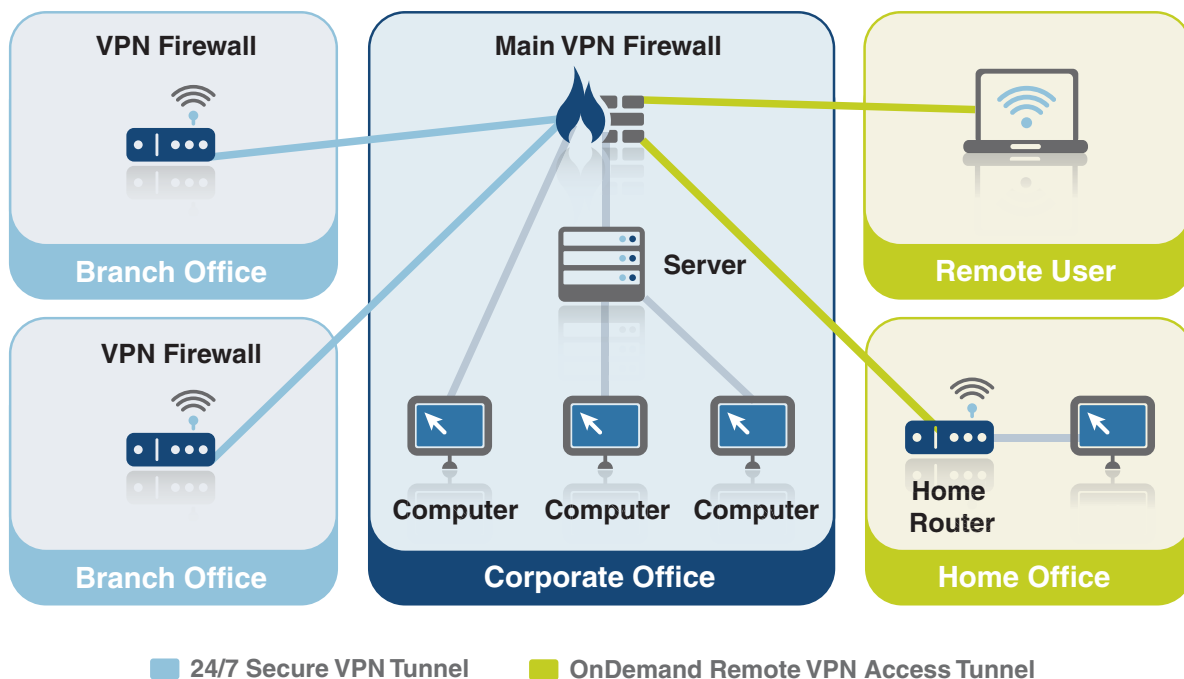 VPN Firewall
Branch Office
VPN Firewall
Branch Office
Main VPN Firewall
Server
Computer
Computer
Computer
Corporate Office
Remote User
Home
Router
Home Office
24/7 Secure VPN Tunnel
OnDemand Remote VPN Access Tunnel